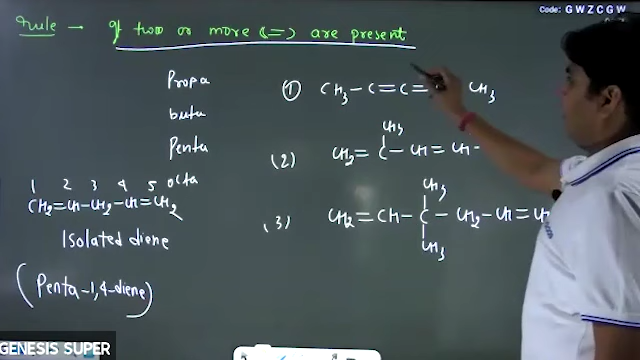 Code: GWZCGW
Rule → If two or more (=) are present
Propa
buta
Penta
octa
1 2 3 4 5
CH₂=CH-CH₂-CH=CH₂
Isolated diene
(Penta-1,4-diene)
① CH₃-C=C= CH₃
CH₃
(2) CH₂=C-CH=CH-
CH₃
(3) CH₂=CH-C-CH₂-CH=CH
CH₃
GENESIS SUPER